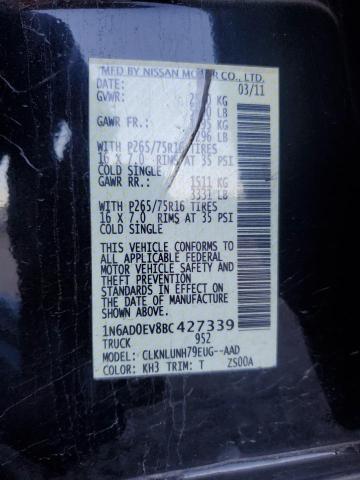 MFD BY NISSAN MOTOR CO., LTD.
DATE: 03/11
GVWR: KG
LB
GAWR FR. KG
LB
WITH P265/75R16 TIRES
16 X 7.0 RIMS AT 35 PSI
COLD SINGLE
GAWR RR. 1511 KG
3331 LB
WITH P265/75R16 TIRES
16 X 7.0 RIMS AT 35 PSI
COLD SINGLE
THIS VEHICLE CONFORMS TO
ALL APPLICABLE FEDERAL
MOTOR VEHICLE SAFETY
AND THEFT PREVENTION
STANDARDS IN EFFECT ON
THE DATE OF MANUFACTURE
SHOWN ABOVE.
1N6AD0EV8BC427339
TRUCK 952
MODEL: CLKNLUNH79EUG--AAD
COLOR: KH3 TRIM: T ZS00A